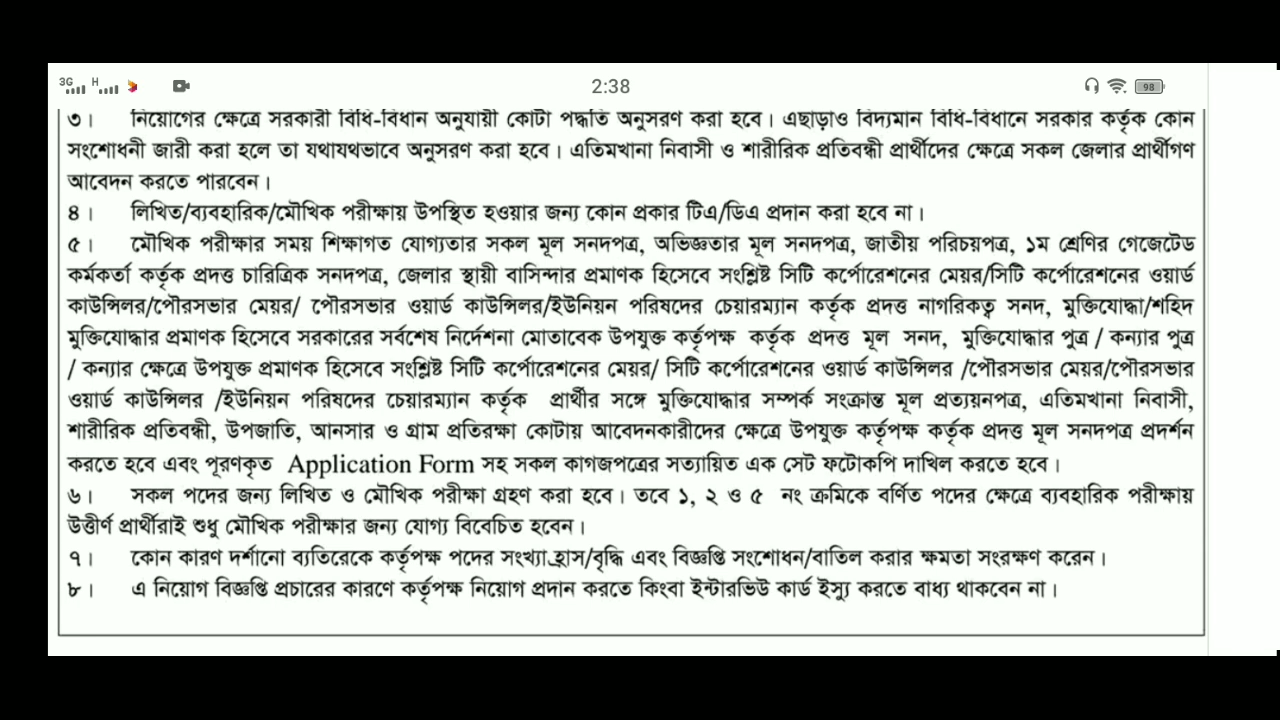 3G H 2:38 98
৩। নিয়োগের ক্ষেত্রে সরকারী বিধি-বিধান অনুযায়ী কোটা পদ্ধতি অনুসরণ করা হবে। এছাড়াও বিদ্যমান বিধি-বিধানে সরকার কর্তৃক কোন
সংশোধনী জারী করা হলে তা যথাযথভাবে অনুসরণ করা হবে। এতিমখানা নিবাসী ও শারীরিক প্রতিবন্ধী প্রার্থীদের ক্ষেত্রে সকল জেলার প্রার্থীগণ
আবেদন করতে পারবেন।
৪। লিখিত/ব্যবহারিক/মৌখিক পরীক্ষায় উপস্থিত হওয়ার জন্য কোন প্রকার টিএ/ডিএ প্রদান করা হবে না।
৫। মৌখিক পরীক্ষার সময় শিক্ষাগত যোগ্যতার সকল মূল সনদপত্র, অভিজ্ঞতার মূল সনদপত্র, জাতীয় পরিচয়পত্র, ১ম শ্রেণির গেজেটেড
কর্মকর্তা কর্তৃক প্রদত্ত চারিত্রিক সনদপত্র, জেলার স্থায়ী বাসিন্দার প্রমাণক হিসেবে সংশ্লিষ্ট সিটি কর্পোরেশনের মেয়র/সিটি কর্পোরেশনের ওয়ার্ড
কাউন্সিলর/পৌরসভার মেয়র/ পৌরসভার ওয়ার্ড কাউন্সিলর/ইউনিয়ন পরিষদের চেয়ারম্যান কর্তৃক প্রদত্ত নাগরিকত্ব সনদ, মুক্তিযোদ্ধা/শহিদ
মুক্তিযোদ্ধার প্রমাণক হিসেবে সরকারের সর্বশেষ নির্দেশনা মোতাবেক উপযুক্ত কর্তৃপক্ষ কর্তৃক প্রদত্ত মূল সনদ, মুক্তিযোদ্ধার পুত্র / কন্যার পুত্র
/ কন্যার ক্ষেত্রে উপযুক্ত প্রমাণক হিসেবে সংশ্লিষ্ট সিটি কর্পোরেশনের মেয়র/ সিটি কর্পোরেশনের ওয়ার্ড কাউন্সিলর /পৌরসভার মেয়র/পৌরসভার
ওয়ার্ড কাউন্সিলর /ইউনিয়ন পরিষদের চেয়ারম্যান কর্তৃক প্রার্থীর সঙ্গে মুক্তিযোদ্ধার সম্পর্ক সংক্রান্ত মূল প্রত্যয়নপত্র, এতিমখানা নিবাসী,
শারীরিক প্রতিবন্ধী, উপজাতি, আনসার ও গ্রাম প্রতিরক্ষা কোটায় আবেদনকারীদের ক্ষেত্রে উপযুক্ত কর্তৃপক্ষ কর্তৃক প্রদত্ত মূল সনদপত্র প্রদর্শন
করতে হবে এবং পূরণকৃত Application Form সহ সকল কাগজপত্রের সত্যায়িত এক সেট ফটোকপি দাখিল করতে হবে।
৬। সকল পদের জন্য লিখিত ও মৌখিক পরীক্ষা গ্রহণ করা হবে। তবে ১, ২ ও ৫ নং ক্রমিকে বর্ণিত পদের ক্ষেত্রে ব্যবহারিক পরীক্ষায়
উত্তীর্ণ প্রার্থীরাই শুধু মৌখিক পরীক্ষার জন্য যোগ্য বিবেচিত হবেন।
৭। কোন কারণ দর্শানো ব্যতিরেকে কর্তৃপক্ষ পদের সংখ্যা হ্রাস/বৃদ্ধি এবং বিজ্ঞপ্তি সংশোধন/বাতিল করার ক্ষমতা সংরক্ষণ করেন।
৮। এ নিয়োগ বিজ্ঞপ্তি প্রচারের কারণে কর্তৃপক্ষ নিয়োগ প্রদান করতে কিংবা ইন্টারভিউ কার্ড ইস্যু করতে বাধ্য থাকবেন না।